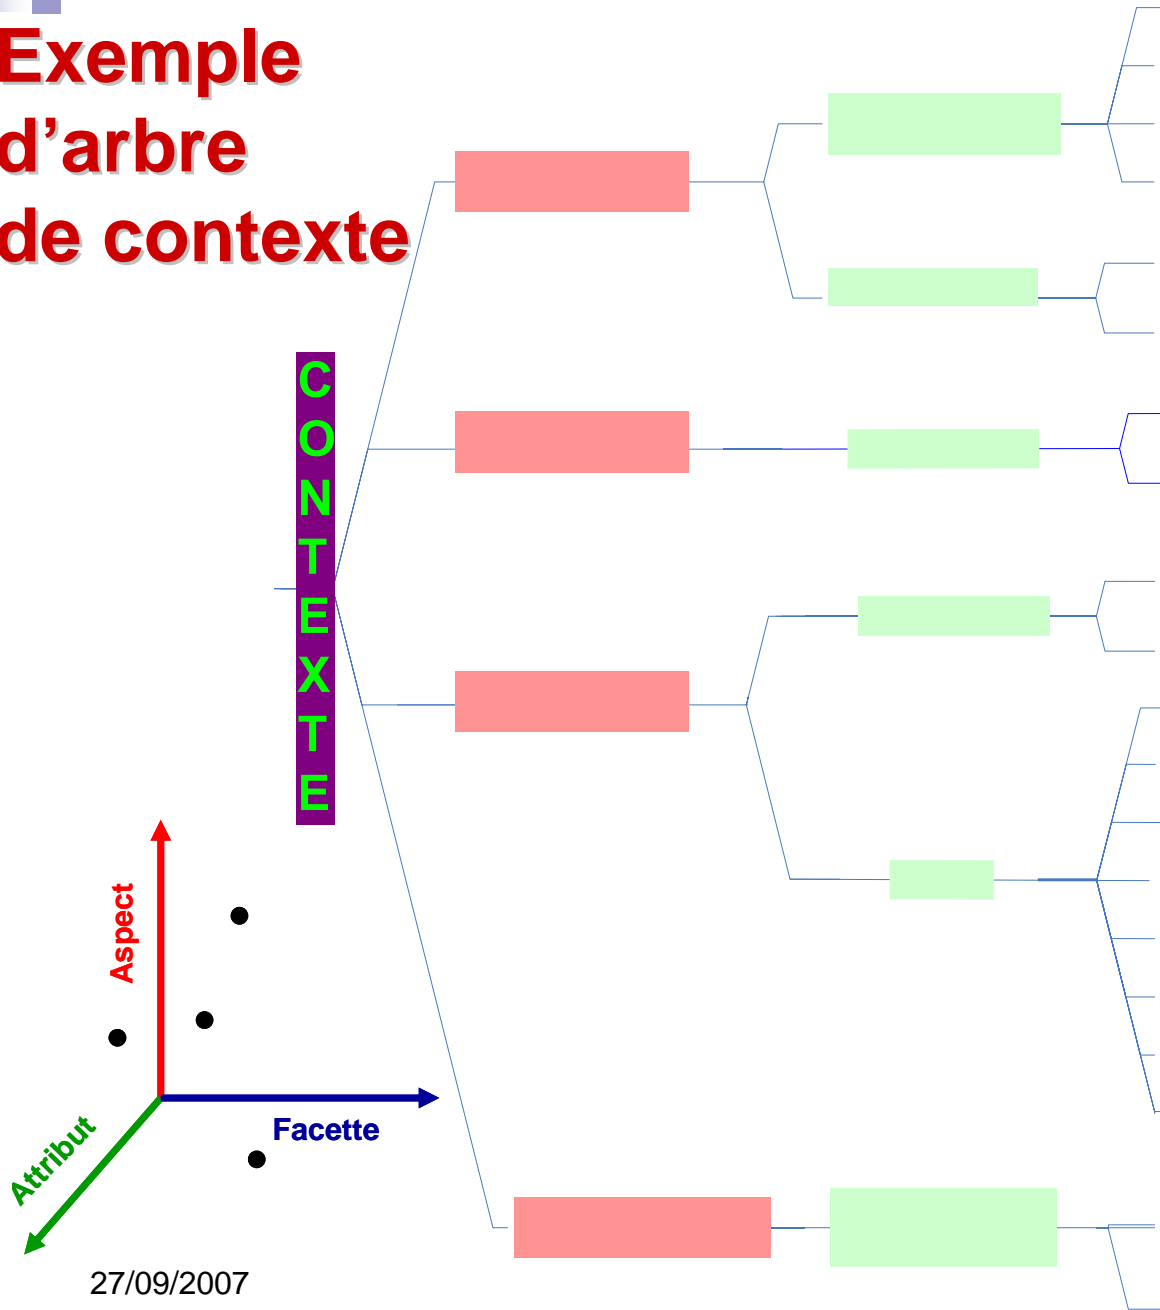 Exemple
d’arbre
de contexte
C
O
N
T
E
X
T
E
Aspect
Facette
Attribut
27/09/2007